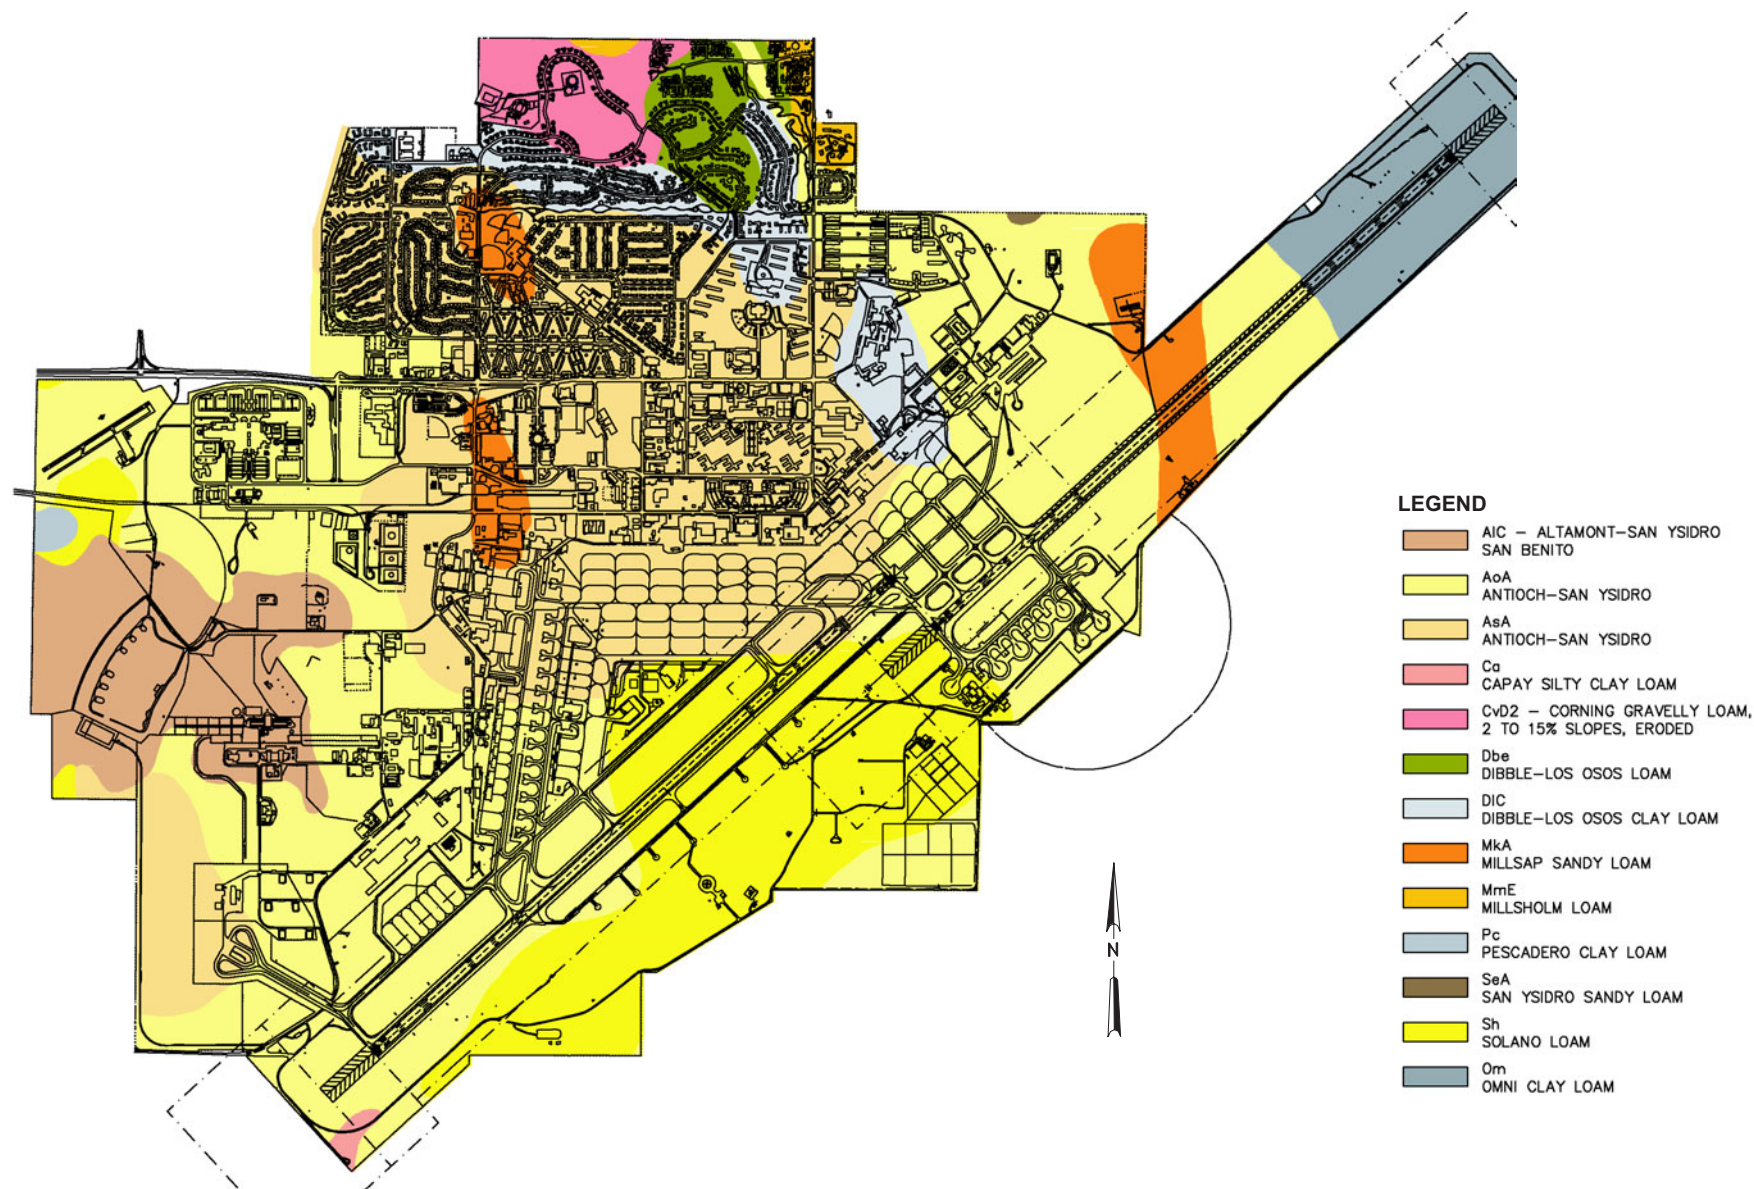 LEGEND
AIC – ALTAMONT–SAN YSIDRO
SAN BENITO
AoA
ANTIOCH–SAN YSIDRO
AsA
ANTIOCH–SAN YSIDRO
Ca
CAPAY SILTY CLAY LOAM
CvD2 – CORNING GRAVELLY LOAM,
2 TO 15% SLOPES, ERODED
Dbe
DIBBLE–LOS OSOS LOAM
DIC
DIBBLE–LOS OSOS CLAY LOAM
MkA
MILLSAP SANDY LOAM
MmE
MILLSHOLM LOAM
Pc
PESCADERO CLAY LOAM
SeA
SAN YSIDRO SANDY LOAM
Sh
SOLANO LOAM
Om
OMNI CLAY LOAM
N